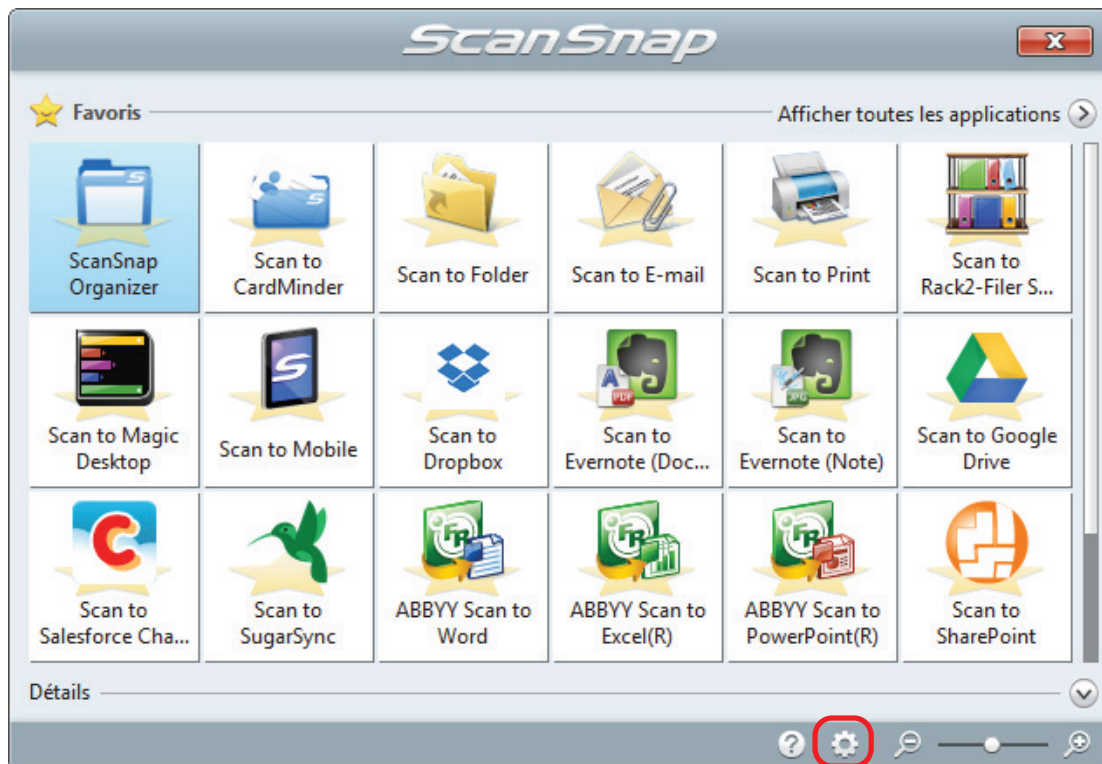 ScanSnap
Favoris
Afficher toutes les applications
ScanSnap
Organizer
Scan to
CardMinder
Scan to Folder
Scan to E-mail
Scan to Print
Scan to
Rack2-Filer S...
Scan to Magic
Desktop
Scan to Mobile
Scan to
Dropbox
Scan to
Evernote (Doc...
Scan to
Evernote (Note)
Scan to Google
Drive
Scan to
Salesforce Cha...
Scan to
SugarSync
ABBYY Scan to
Word
ABBYY Scan to
Excel(R)
ABBYY Scan to
PowerPoint(R)
Scan to
SharePoint
Détails